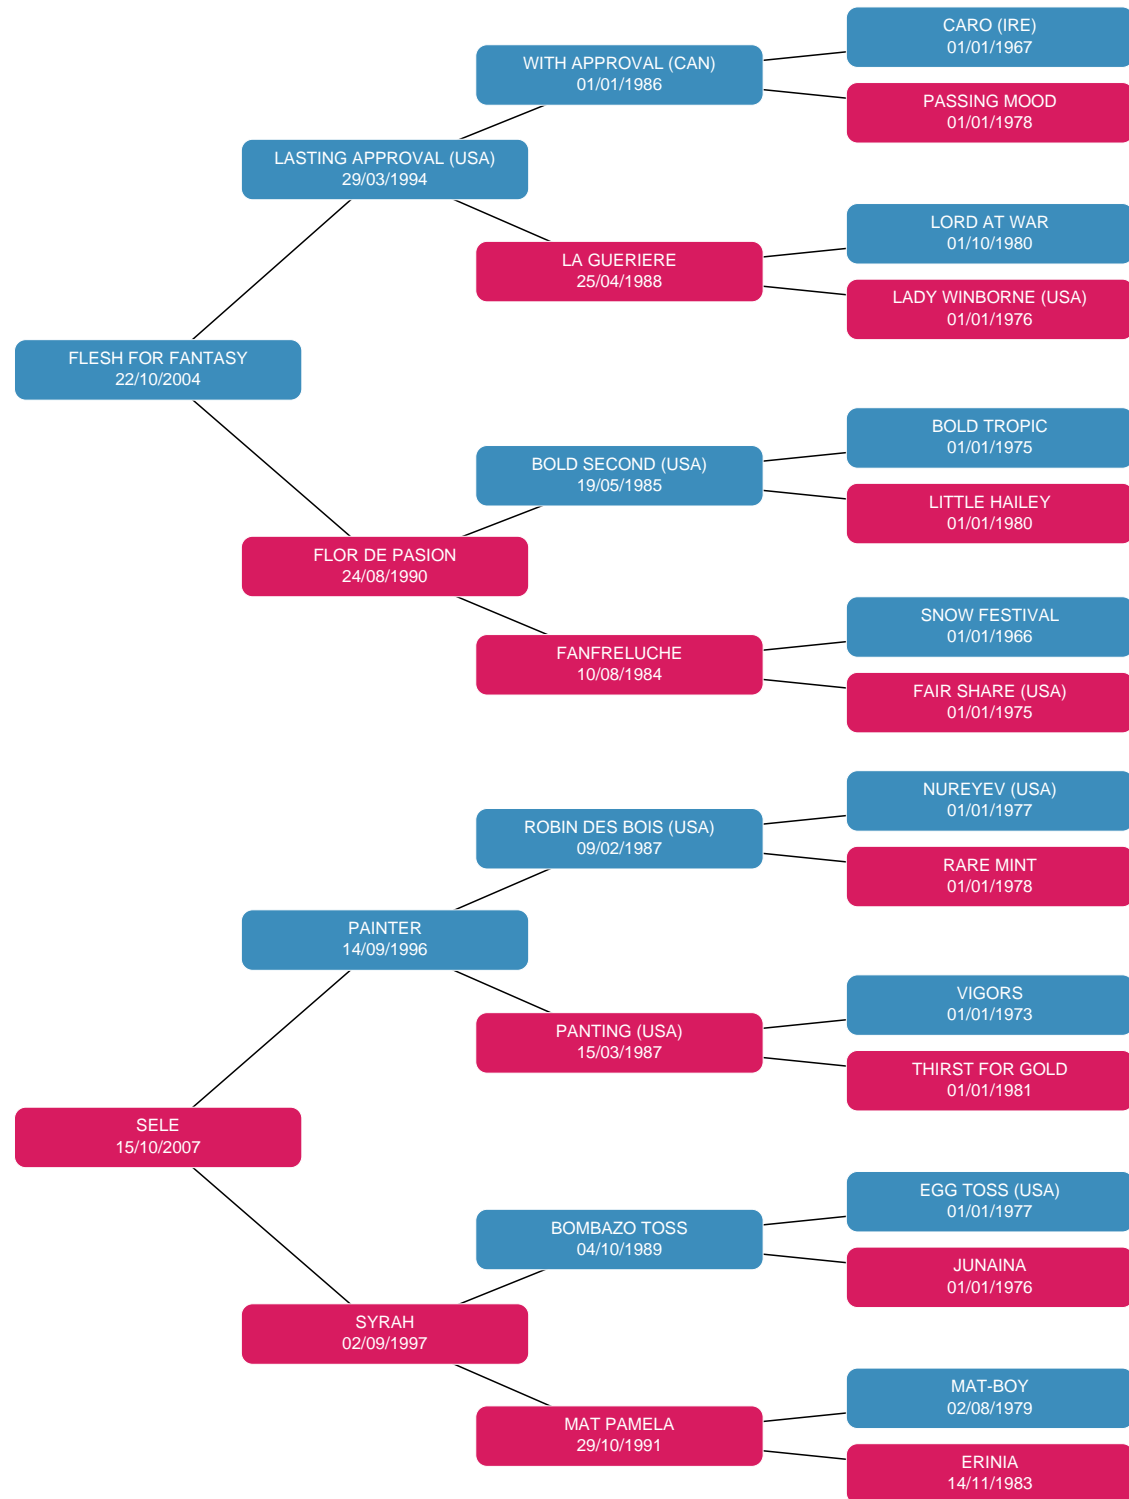 CARO (IRE)
01/01/1967
WITH APPROVAL (CAN)
01/01/1986
PASSING MOOD
01/01/1978
LASTING APPROVAL (USA)
29/03/1994
LORD AT WAR
01/10/1980
LA GUERIERE
25/04/1988
LADY WINBORNE (USA)
01/01/1976
FLESH FOR FANTASY
22/10/2004
BOLD TROPIC
01/01/1975
BOLD SECOND (USA)
19/05/1985
LITTLE HAILEY
01/01/1980
FLOR DE PASION
24/08/1990
SNOW FESTIVAL
01/01/1966
FANFRELUCHE
10/08/1984
FAIR SHARE (USA)
01/01/1975
NUREYEV (USA)
01/01/1977
ROBIN DES BOIS (USA)
09/02/1987
RARE MINT
01/01/1978
PAINTER
14/09/1996
VIGORS
01/01/1973
PANTING (USA)
15/03/1987
THIRST FOR GOLD
01/01/1981
SELE
15/10/2007
EGG TOSS (USA)
01/01/1977
BOMBAZO TOSS
04/10/1989
JUNAINA
01/01/1976
SYRAH
02/09/1997
MAT-BOY
02/08/1979
MAT PAMELA
29/10/1991
ERINIA
14/11/1983